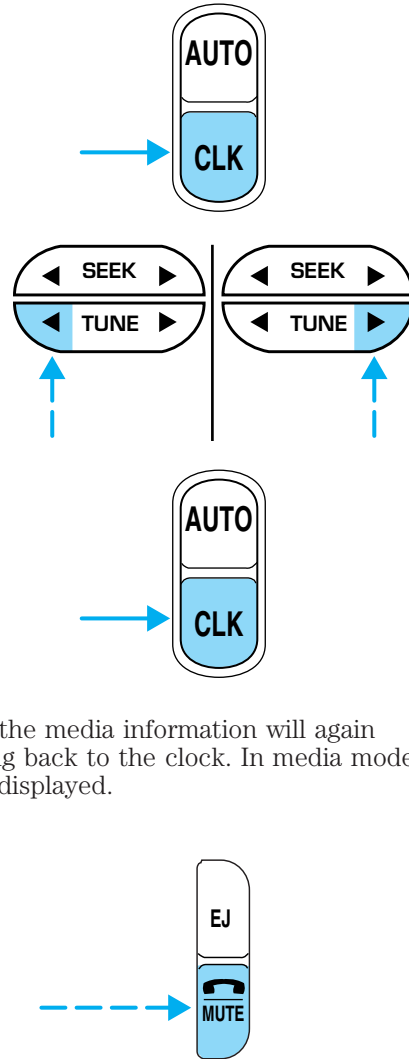 AUTO
CLK
SEEK
TUNE
SEEK
TUNE
AUTO
CLK
the media information will again
g back to the clock. In media mode
displayed.
EJ
MUTE